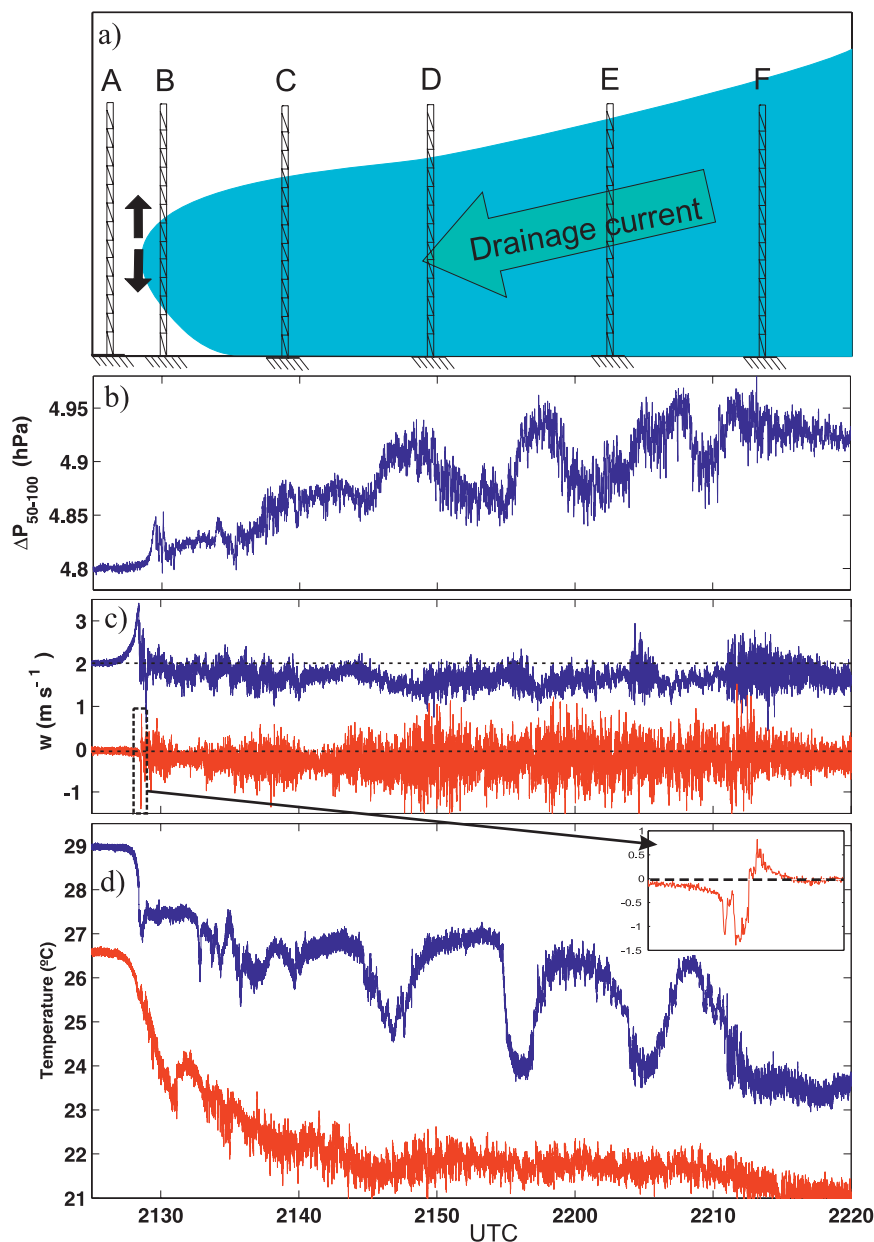 a)
A B C D E F
Drainage current
b)
ΔP50-100 (hPa)
4.95
4.9
4.85
4.8
c)
w (m s-1)
3
2
1
0
-1
d)
Temperature (ºC)
29
28
27
26
25
24
23
22
21
1
0.5
0
-0.5
-1
-1.5
2130 2140 2150 2200 2210 2220
UTC